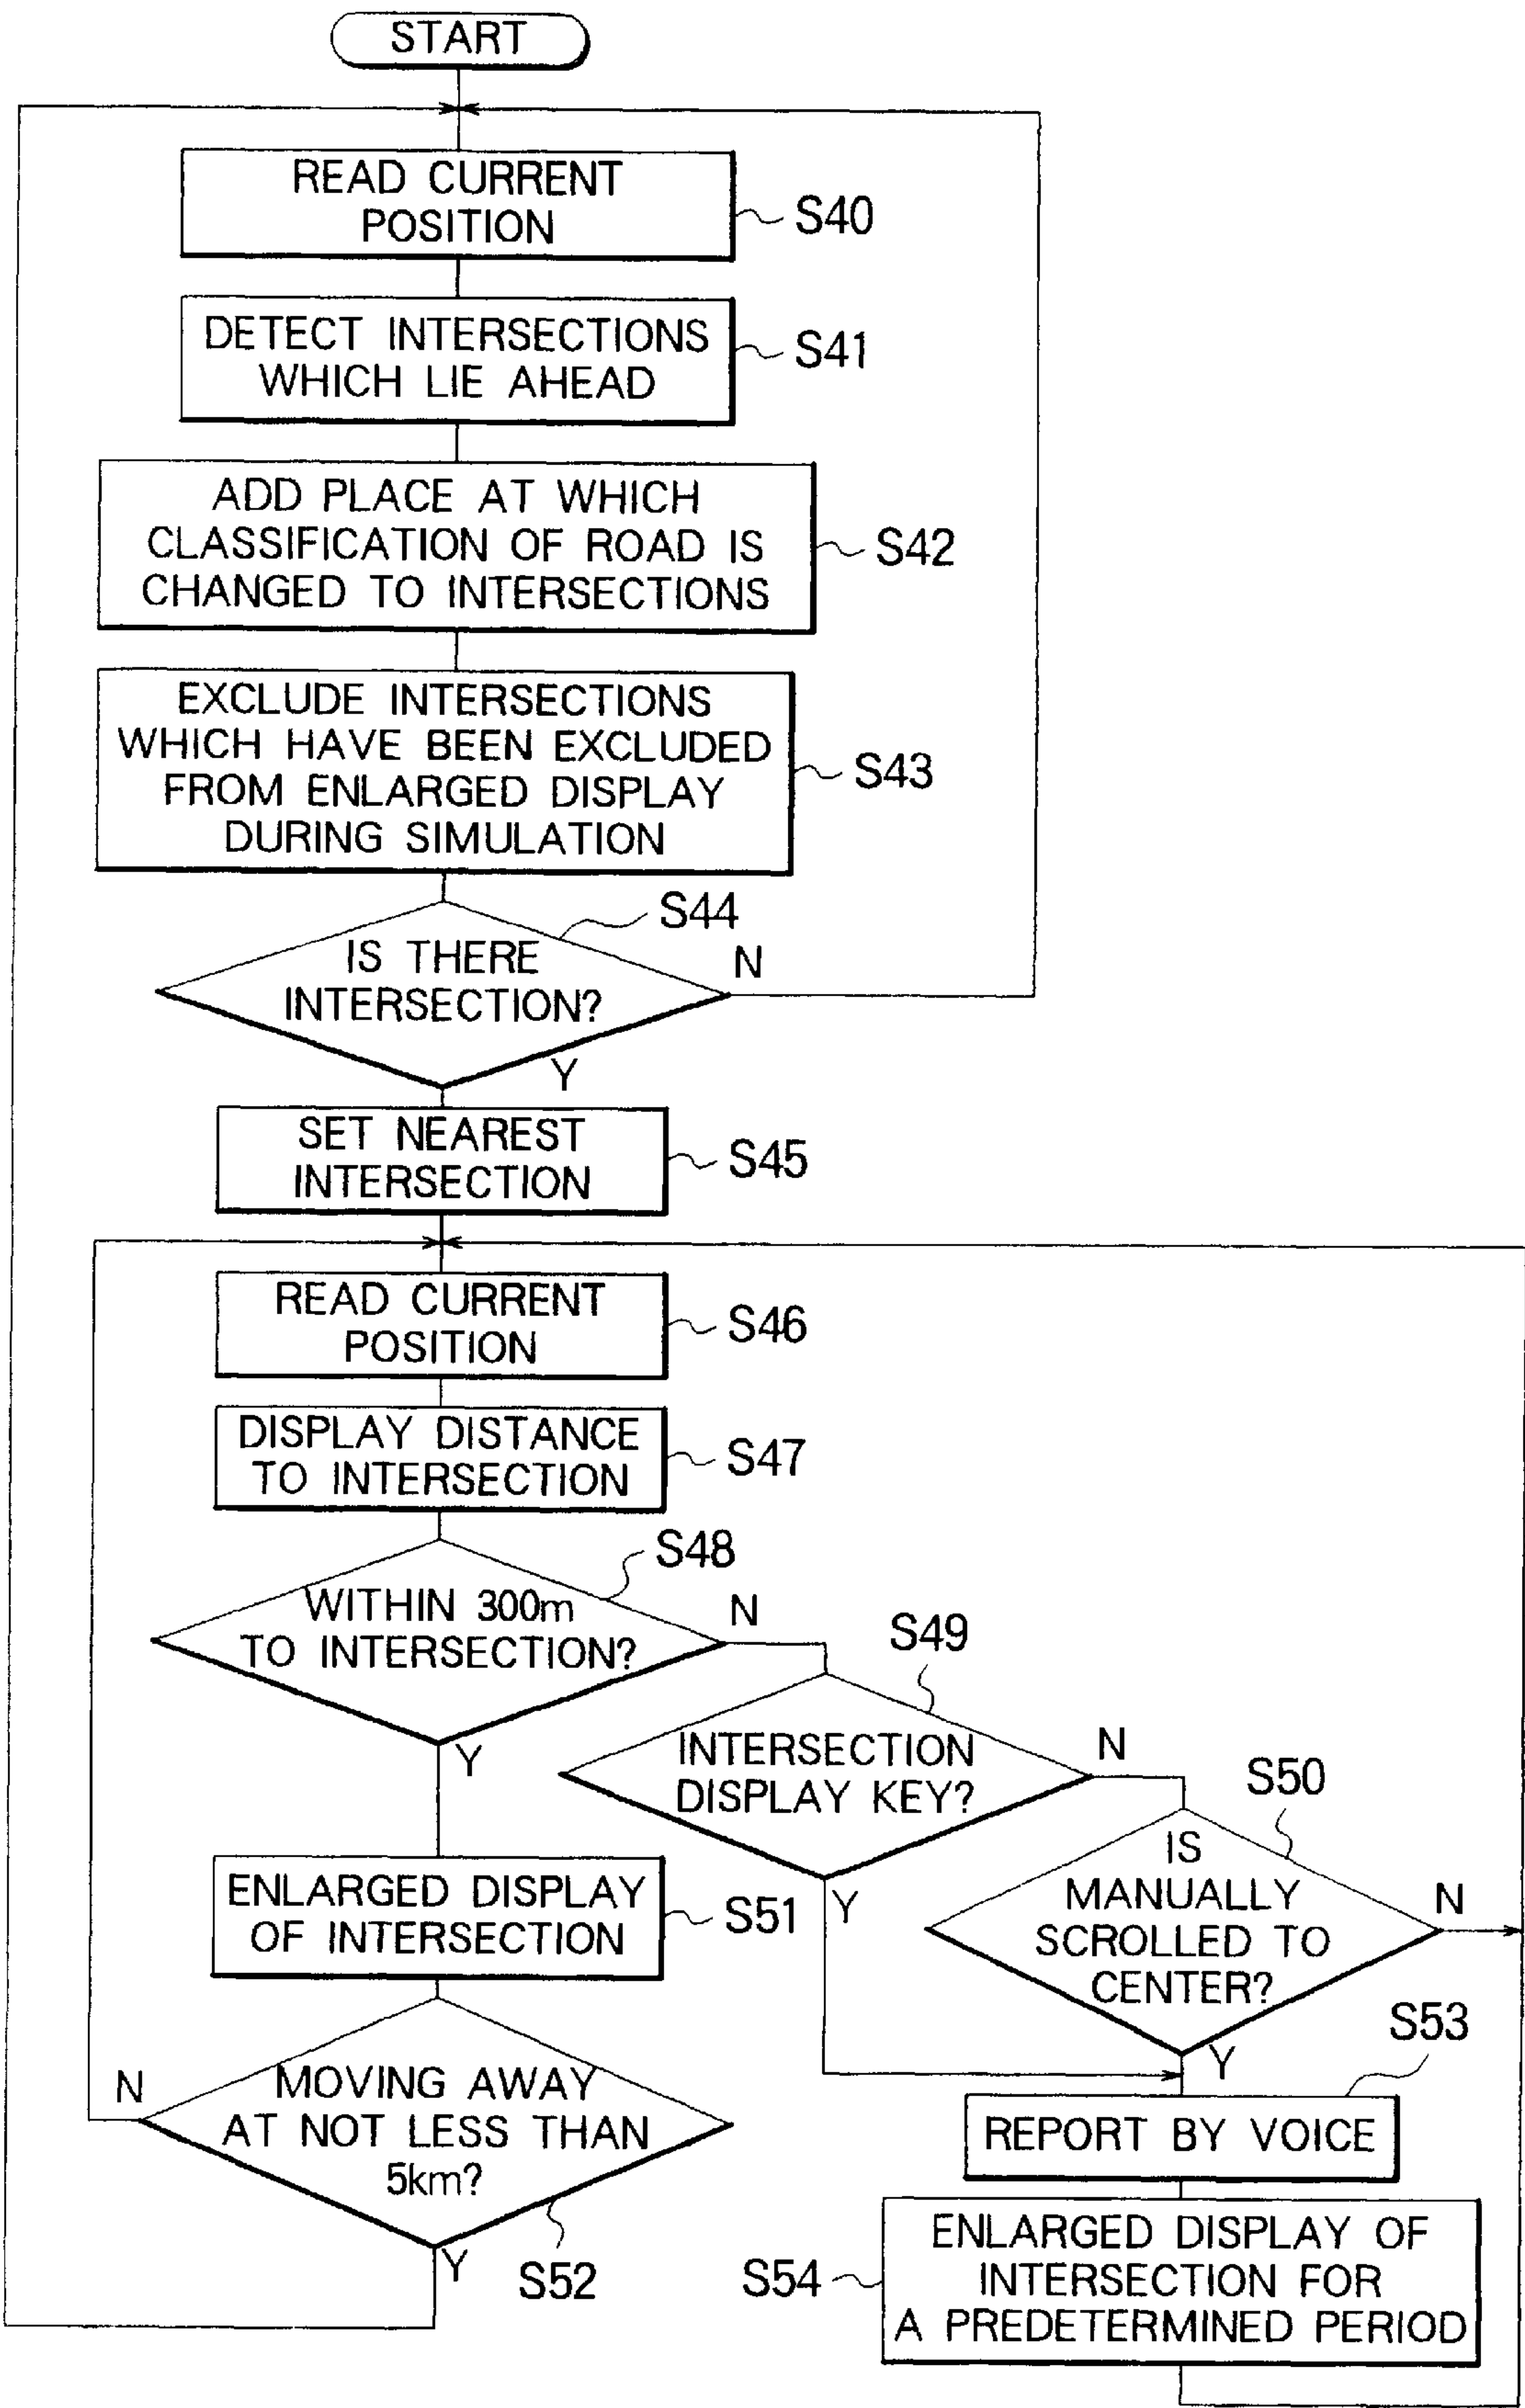 START
READ CURRENT
POSITION
S40
DETECT INTERSECTIONS
WHICH LIE AHEAD
S41
ADD PLACE AT WHICH
CLASSIFICATION OF ROAD IS
CHANGED TO INTERSECTIONS
S42
EXCLUDE INTERSECTIONS
WHICH HAVE BEEN EXCLUDED
FROM ENLARGED DISPLAY
DURING SIMULATION
S43
S44
IS THERE
INTERSECTION?
N
Y
SET NEAREST
INTERSECTION
S45
READ CURRENT
POSITION
S46
DISPLAY DISTANCE
TO INTERSECTION
S47
S48
WITHIN 300m
TO INTERSECTION?
N
Y
S49
INTERSECTION
DISPLAY KEY?
N
Y
S50
IS
MANUALLY
SCROLLED TO
CENTER?
N
Y
ENLARGED DISPLAY
OF INTERSECTION
S51
MOVING AWAY
AT NOT LESS THAN
5km?
N
Y
S52
S53
REPORT BY VOICE
ENLARGED DISPLAY OF
INTERSECTION FOR
A PREDETERMINED PERIOD
S54